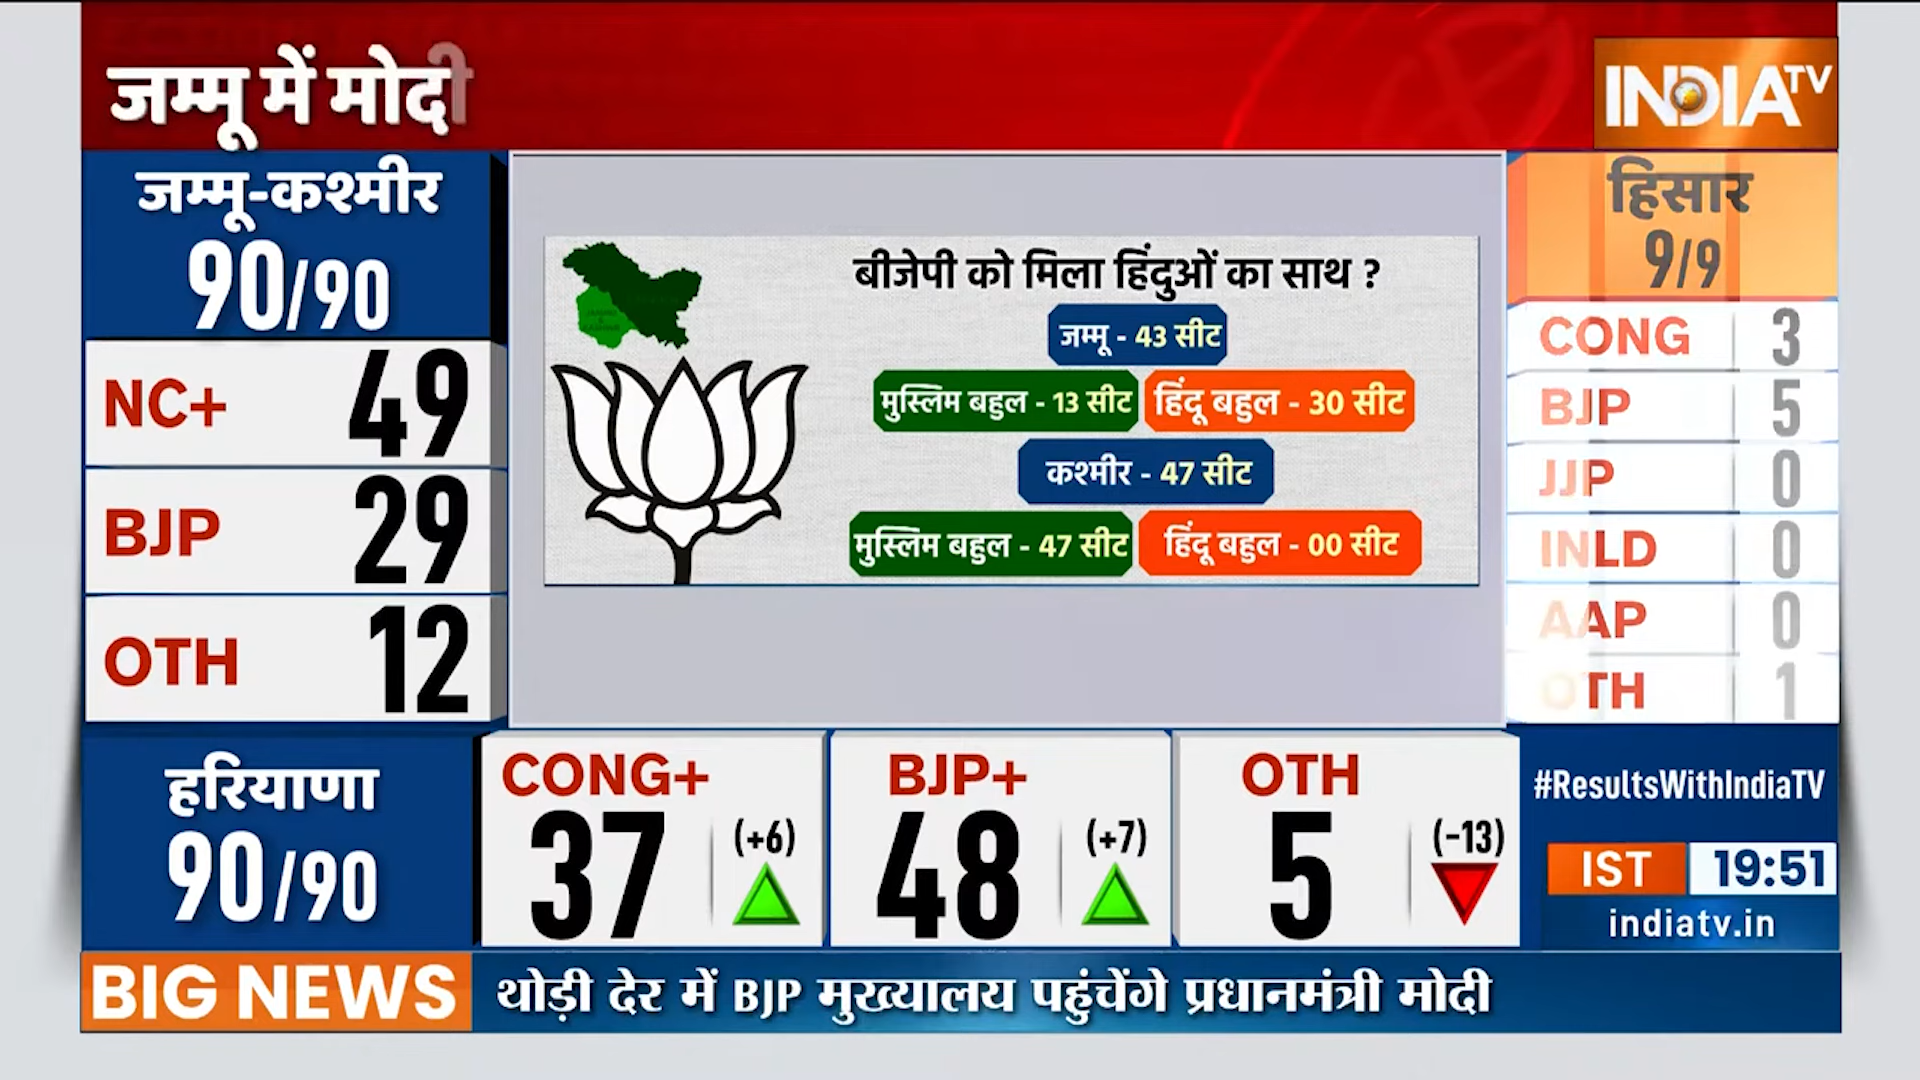 जम्मू में मोदी
INDIA TV
जम्मू-कश्मीर
90/90
NC+ 49
BJP 29
OTH 12
बीजेपी को मिला हिंदुओं का साथ ?
जम्मू - 43 सीट
मुस्लिम बहुल - 13 सीट हिंदू बहुल - 30 सीट
कश्मीर - 47 सीट
मुस्लिम बहुल - 47 सीट हिंदू बहुल - 00 सीट
हिसार
9/9
CONG 3
BJP 5
JJP 0
INLD 0
AAP 0
OTH 1
हरियाणा
90/90
CONG+
37 (+6)
BJP+
48 (+7)
OTH
5 (-13)
#ResultsWithIndiaTV
IST 19:51
indiatv.in
BIG NEWS थोड़ी देर में BJP मुख्यालय पहुंचेंगे प्रधानमंत्री मोदी